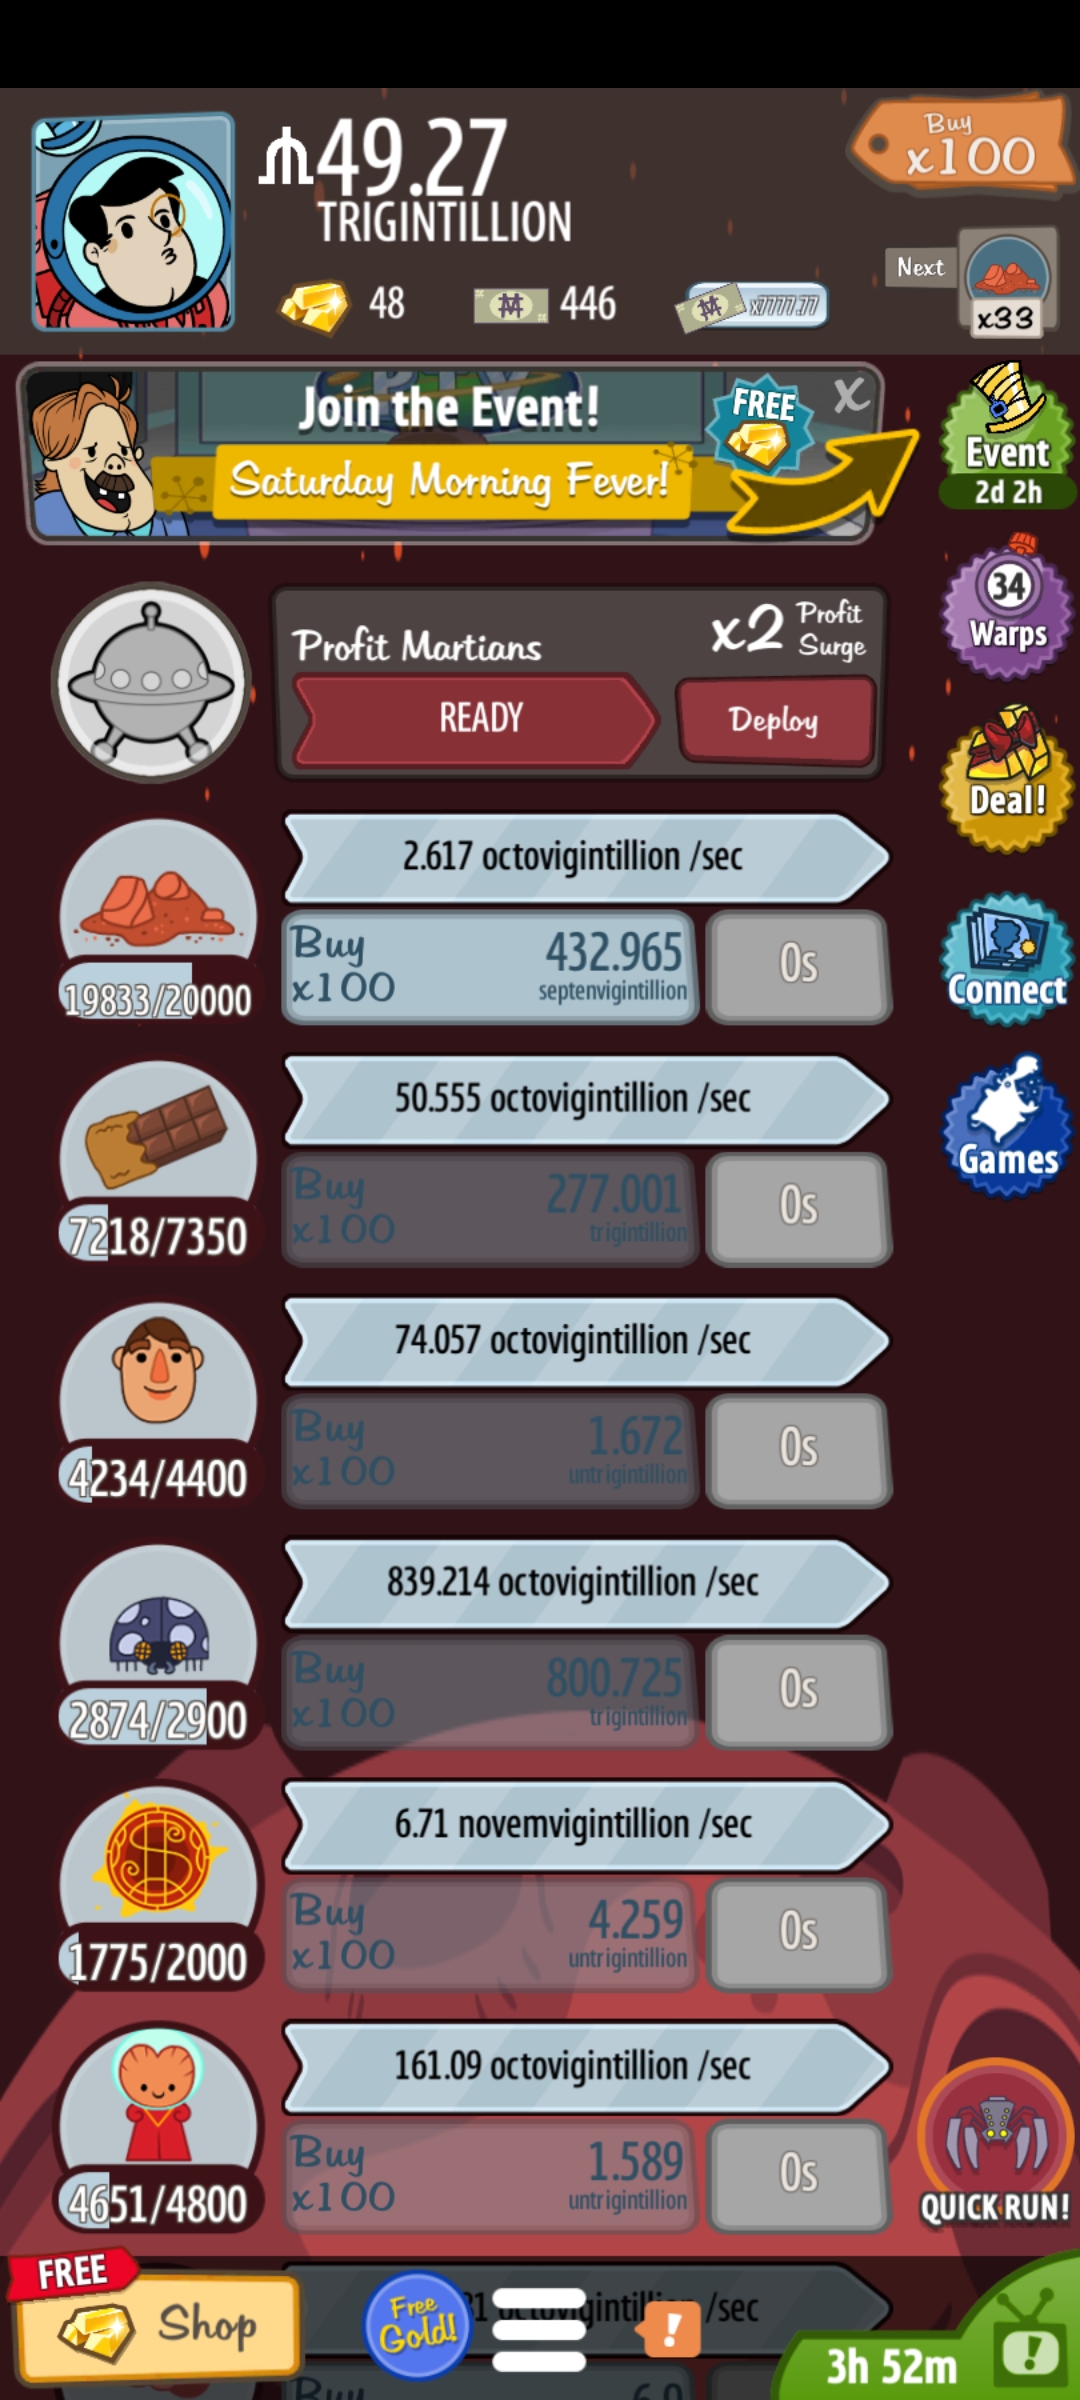 49.27
TRIGINTILLION
Buy
x100
48
446
x7777.77
Next
x33
Join the Event!
Saturday Morning Fever!
FREE
X
Event
2d 2h
34
Warps
Profit Martians
x2 Profit Surge
READY
Deploy
Deal!
2.617 octovigintillion /sec
Buy x100
432.965
septenvigintillion
0s
19833/20000
Connect
50.555 octovigintillion /sec
Buy x100
277.001
trigintillion
0s
7218/7350
Games
74.057 octovigintillion /sec
Buy x100
1.672
untrigintillion
0s
4234/4400
839.214 octovigintillion /sec
Buy x100
800.725
trigintillion
0s
2874/2900
6.71 novemvigintillion /sec
Buy x100
4.259
untrigintillion
0s
1775/2000
161.09 octovigintillion /sec
Buy x100
1.589
untrigintillion
0s
4651/4800
QUICK RUN!
FREE
Shop
Free Gold!
/sec
!
3h 52m
!
Buy